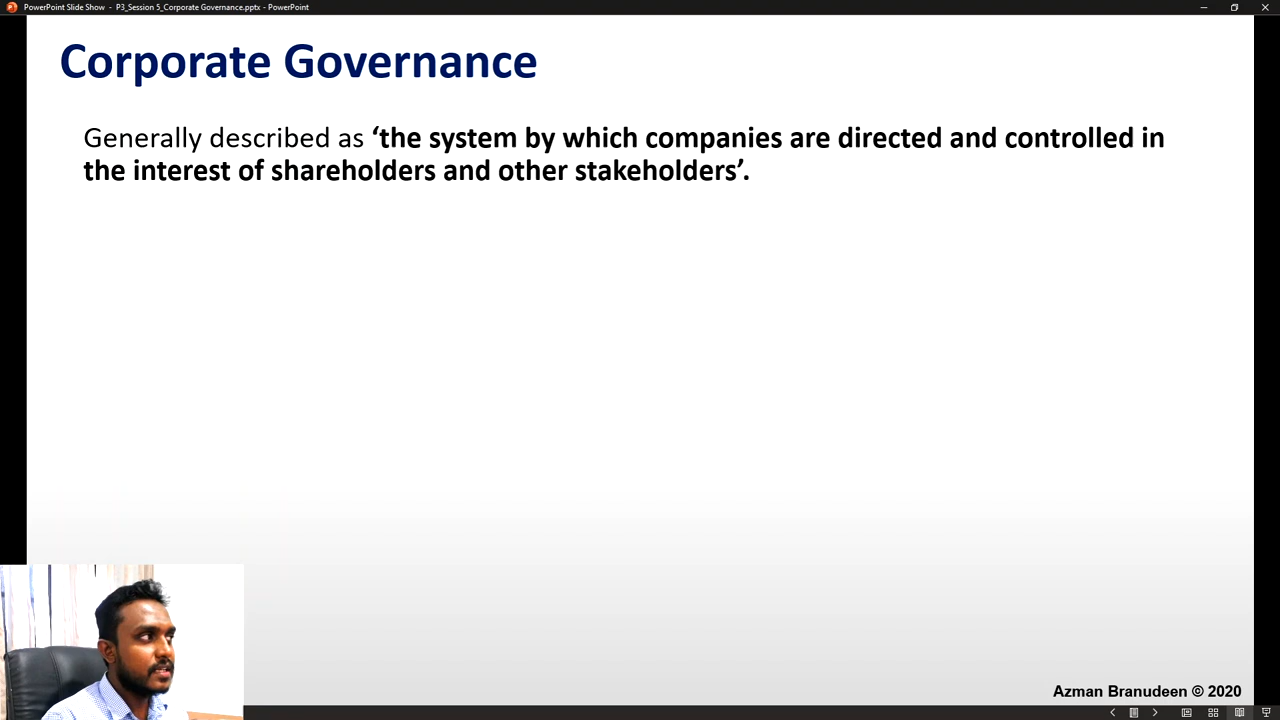 PowerPoint Slide Show - P3_Session 5_Corporate Governance.pptx - PowerPoint
Corporate Governance
Generally described as ‘the system by which companies are directed and controlled in
the interest of shareholders and other stakeholders’.
Azman Branudeen © 2020